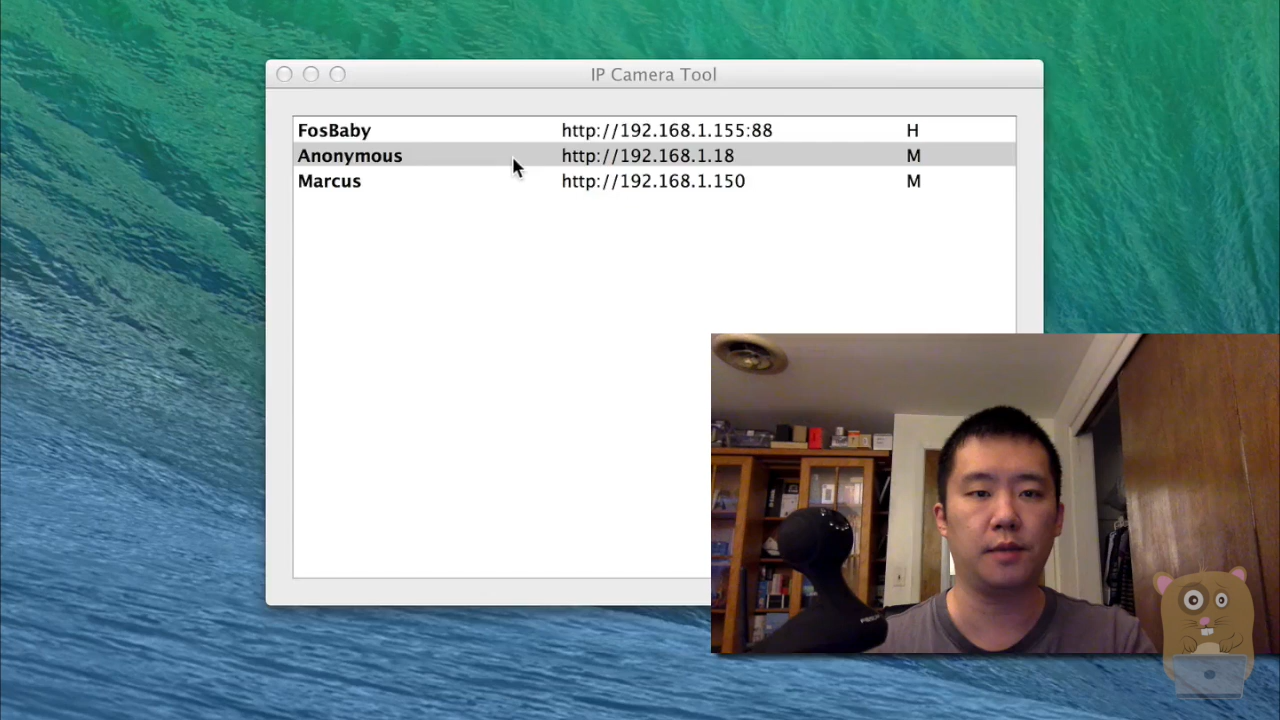 IP Camera Tool
FosBaby http://192.168.1.155:88 H
Anonymous http://192.168.1.18 M
Marcus http://192.168.1.150 M